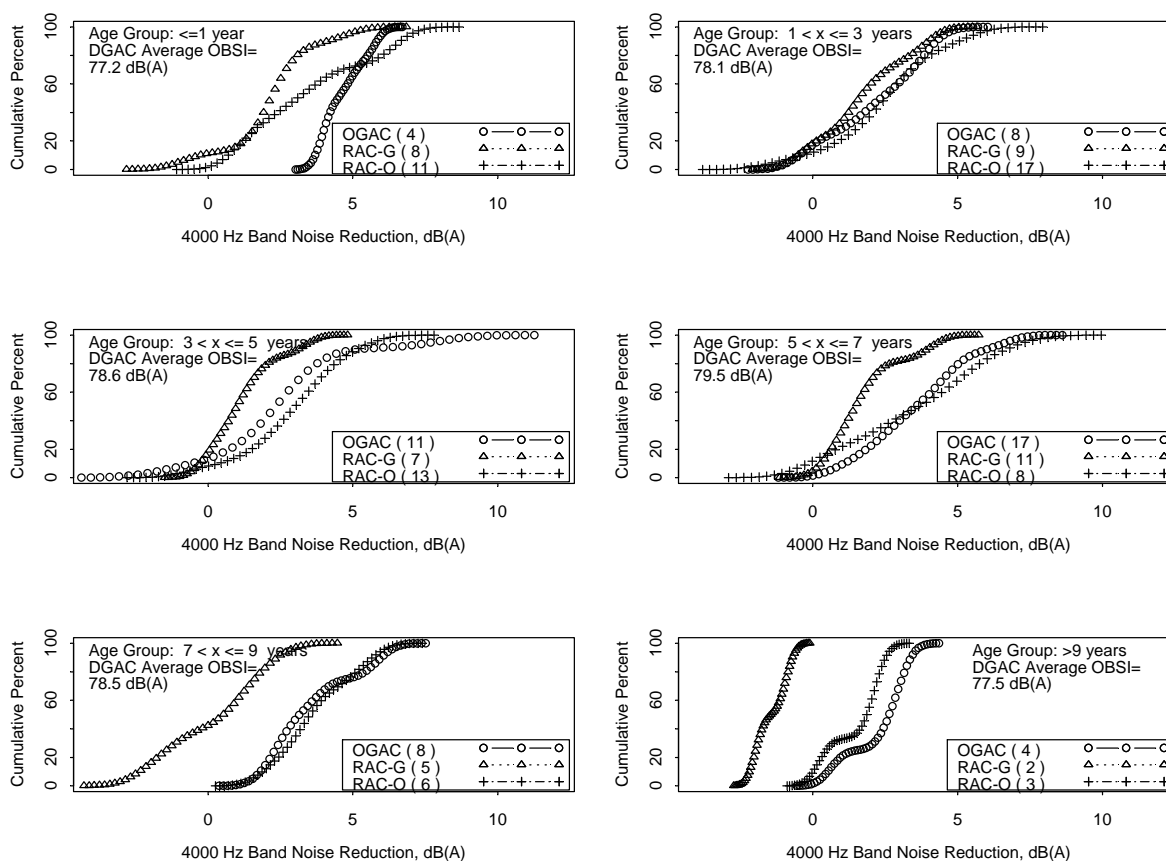 Cumulative Percent
0 20 60 100
Age Group: <=1 year
DGAC Average OBSI=
77.2 dB(A)
OGAC ( 4 )
RAC-G ( 8 )
RAC-O ( 11 )
0 5 10
4000 Hz Band Noise Reduction, dB(A)
Cumulative Percent
0 20 60 100
Age Group: 1 < x <= 3 years
DGAC Average OBSI=
78.1 dB(A)
OGAC ( 8 )
RAC-G ( 9 )
RAC-O ( 17 )
0 5 10
4000 Hz Band Noise Reduction, dB(A)
Cumulative Percent
0 20 60 100
Age Group: 3 < x <= 5 years
DGAC Average OBSI=
78.6 dB(A)
OGAC ( 11 )
RAC-G ( 7 )
RAC-O ( 13 )
0 5 10
4000 Hz Band Noise Reduction, dB(A)
Cumulative Percent
0 20 60 100
Age Group: 5 < x <= 7 years
DGAC Average OBSI=
79.5 dB(A)
OGAC ( 17 )
RAC-G ( 11 )
RAC-O ( 8 )
0 5 10
4000 Hz Band Noise Reduction, dB(A)
Cumulative Percent
0 20 60 100
Age Group: 7 < x <= 9 years
DGAC Average OBSI=
78.5 dB(A)
OGAC ( 8 )
RAC-G ( 5 )
RAC-O ( 6 )
0 5 10
4000 Hz Band Noise Reduction, dB(A)
Cumulative Percent
0 20 60 100
Age Group: >9 years
DGAC Average OBSI=
77.5 dB(A)
OGAC ( 4 )
RAC-G ( 2 )
RAC-O ( 3 )
0 5 10
4000 Hz Band Noise Reduction, dB(A)